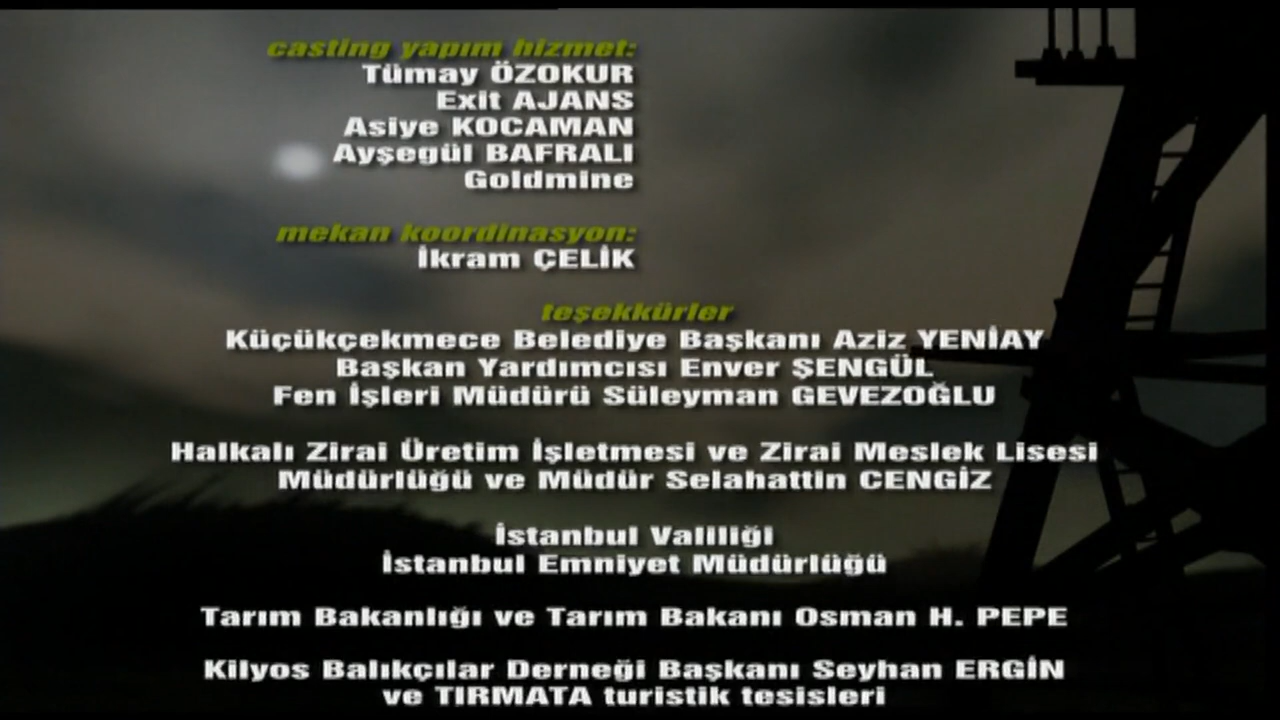 casting yapım hizmet:
Tümay ÖZOKUR
Exit AJANS
Asiye KOCAMAN
Ayşegül BAFRALI
Goldmine
mekan koordinasyon:
İkram ÇELİK
teşekkürler
Küçükçekmece Belediye Başkanı Aziz YENİAY
Başkan Yardımcısı Enver ŞENGÜL
Fen İşleri Müdürü Süleyman GEVEZOĞLU
Halkalı Zirai Üretim İşletmesi ve Zirai Meslek Lisesi
Müdürlüğü ve Müdür Selahattin CENGİZ
İstanbul Valiliği
İstanbul Emniyet Müdürlüğü
Tarım Bakanlığı ve Tarım Bakanı Osman H. PEPE
Kilyos Balıkçılar Derneği Başkanı Seyhan ERGİN
ve TIRMATA turistik tesisleri